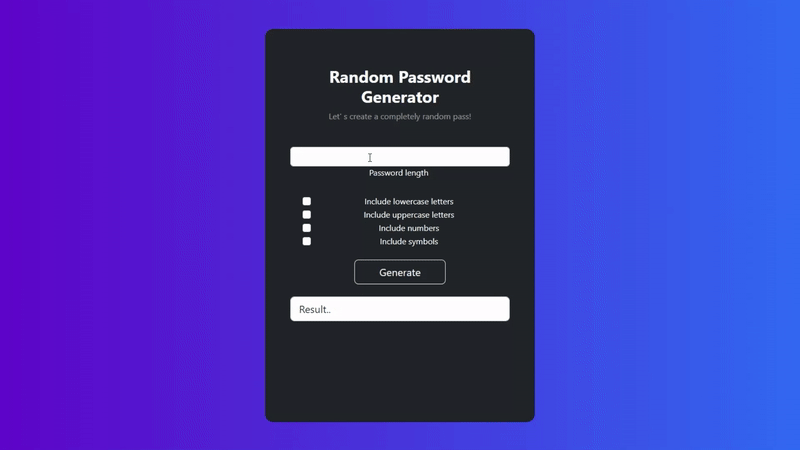 Random Password
Generator
Let' s create a completely random pass!
Password length
Include lowercase letters
Include uppercase letters
Include numbers
Include symbols
Generate
Result..